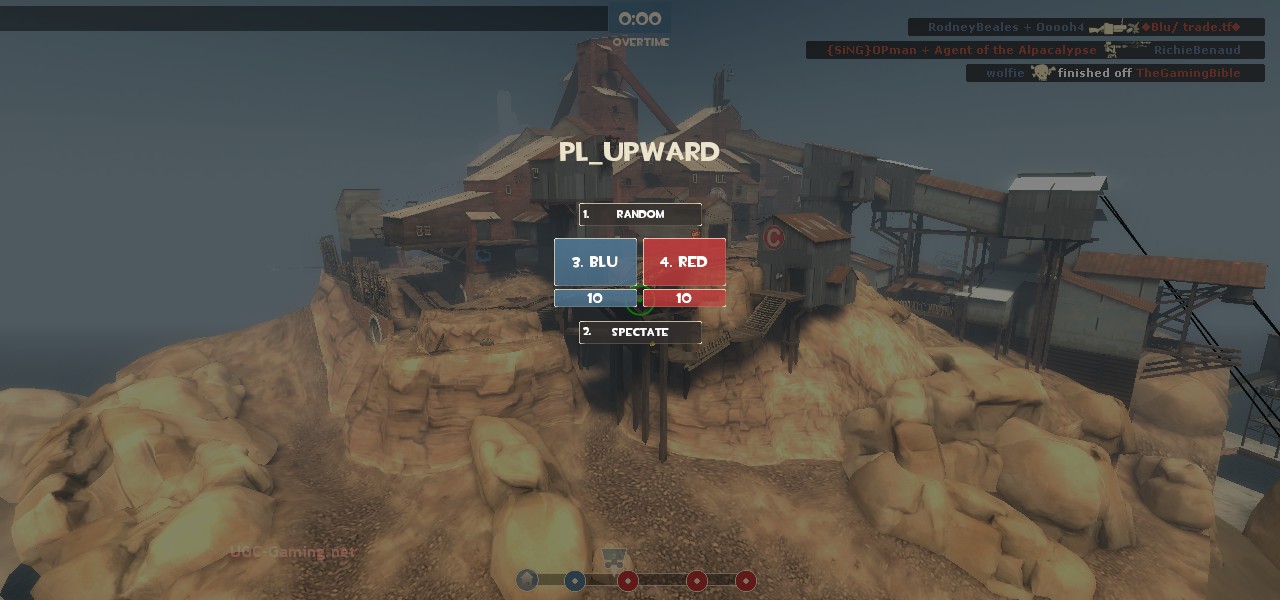 0:00
OVERTIME
RodneyBeales + Ooooh4 ◆Blu/ trade.tf◆
{SiNG}OPman + Agent of the Alpacalypse RichieBenaud
wolfie finished off TheGamingBible
PL_UPWARD
1. RANDOM
C
3. BLU 4. RED
10 10
2. SPECTATE
UGC-Gaming.net